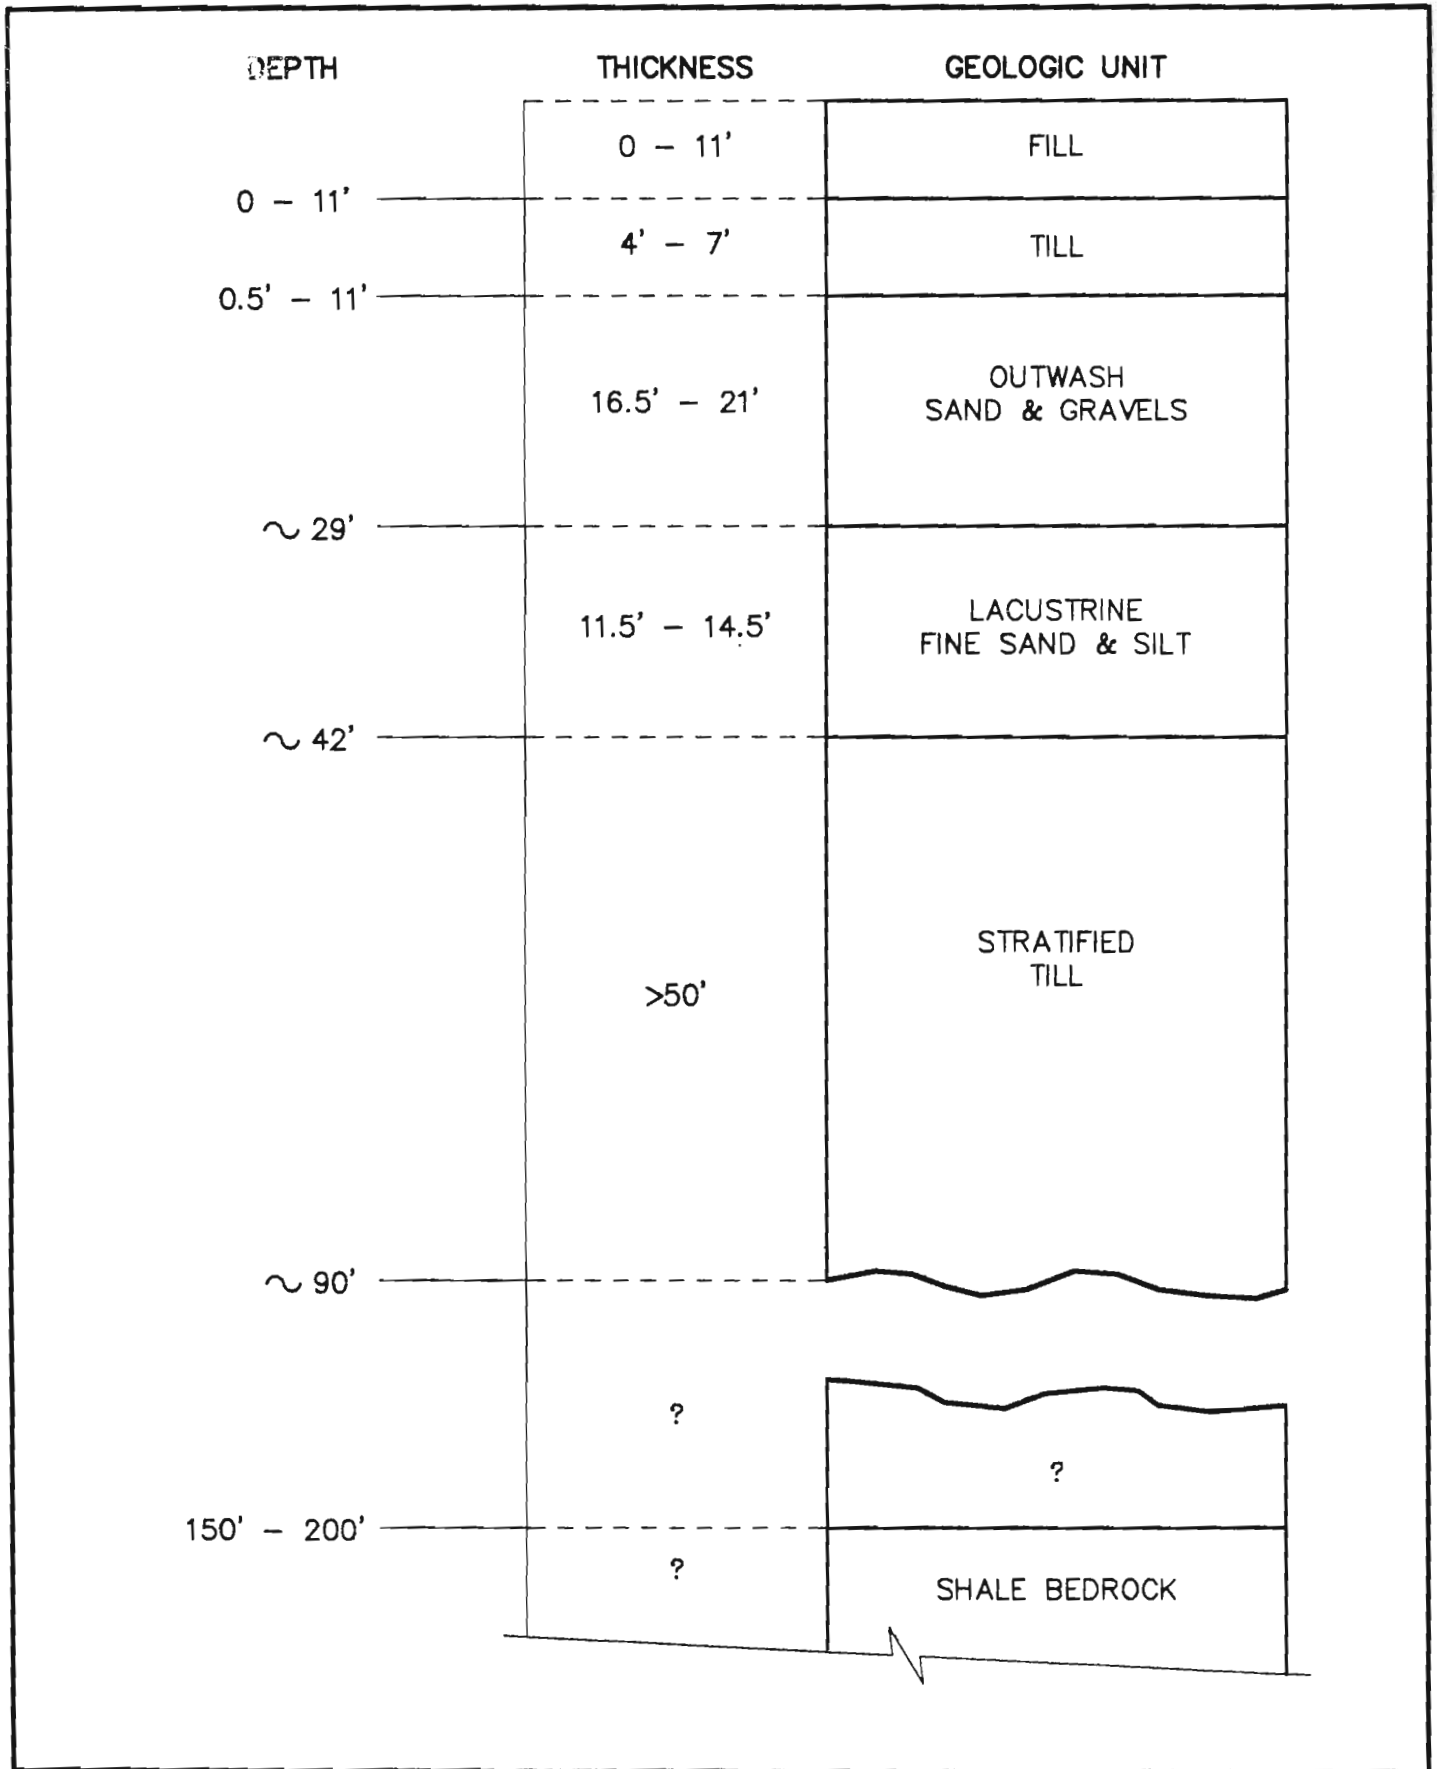 DEPTH THICKNESS GEOLOGIC UNIT
0 – 11' FILL
0 – 11'
4' – 7' TILL
0.5' – 11'
OUTWASH
16.5' – 21' SAND & GRAVELS
~ 29'
LACUSTRINE
11.5' – 14.5' FINE SAND & SILT
~ 42'
STRATIFIED
TILL
>50'
~ 90'
?
?
150' – 200'
?
SHALE BEDROCK